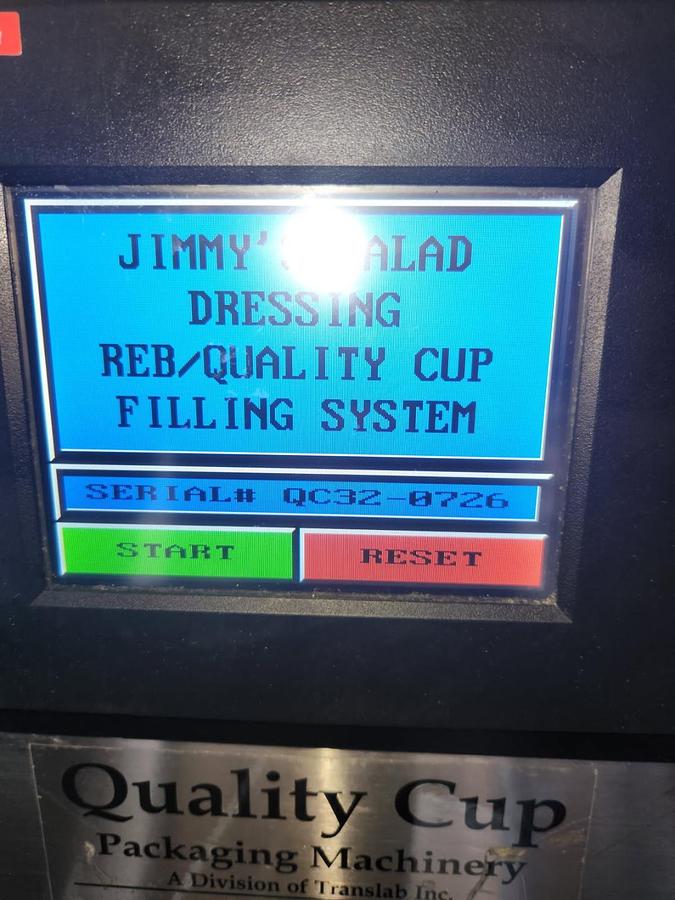 JIMMY'S SALAD
DRESSING
REB/QUALITY CUP
FILLING SYSTEM
SERIAL# QC32-0726
START
RESET
Quality Cup
Packaging Machinery
A Division of Translab Inc.